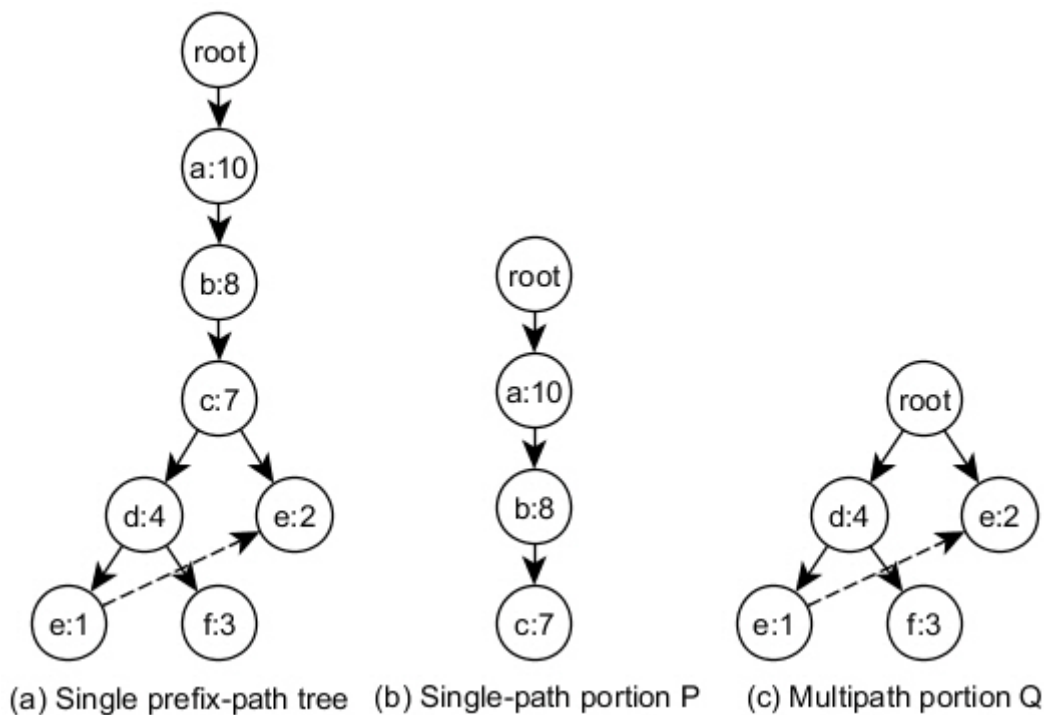 root
a:10
b:8
c:7
d:4
e:2
e:1
f:3
(a) Single prefix-path tree
root
a:10
b:8
c:7
(b) Single-path portion P
root
d:4
e:2
e:1
f:3
(c) Multipath portion Q